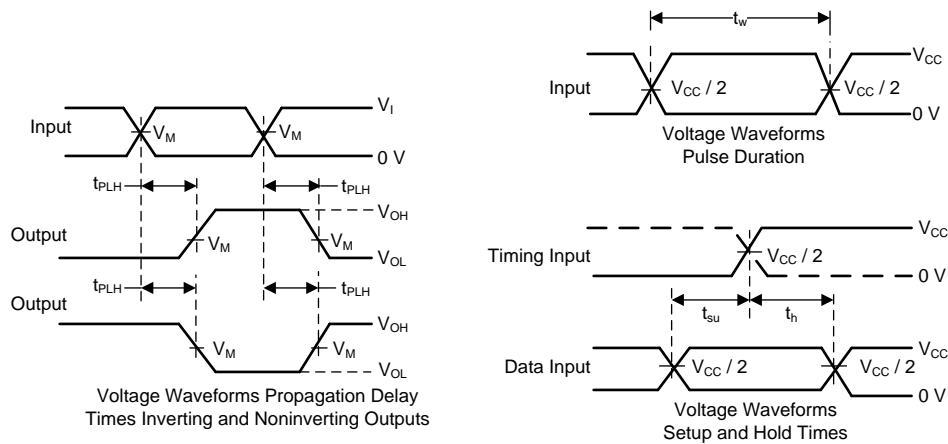 Input
V_I
V_M
V_M
0 V
t_PLH
t_PLH
Output
V_OH
V_M
V_M
V_OL
t_PLH
t_PLH
Output
V_OH
V_M
V_M
V_OL
Voltage Waveforms Propagation Delay
Times Inverting and Noninverting Outputs
t_w
Input
V_CC
V_CC / 2
V_CC / 2
0 V
Voltage Waveforms
Pulse Duration
Timing Input
V_CC
V_CC / 2
0 V
t_su
t_h
Data Input
V_CC
V_CC / 2
V_CC / 2
0 V
Voltage Waveforms
Setup and Hold Times